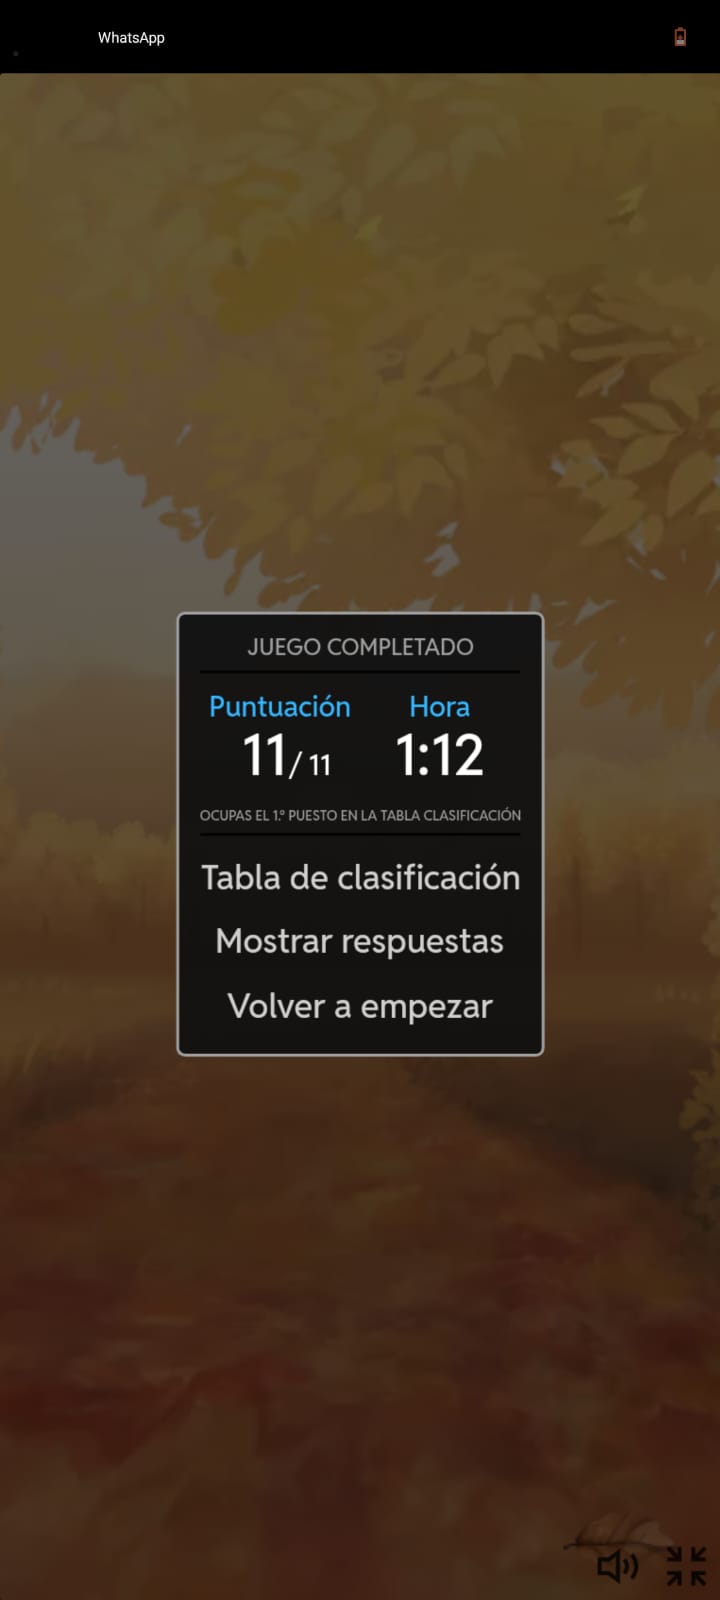 WhatsApp
JUEGO COMPLETADO
Puntuación Hora
11/ 11 1:12
OCUPAS EL 1.º PUESTO EN LA TABLA CLASIFICACIÓN
Tabla de clasificación
Mostrar respuestas
Volver a empezar